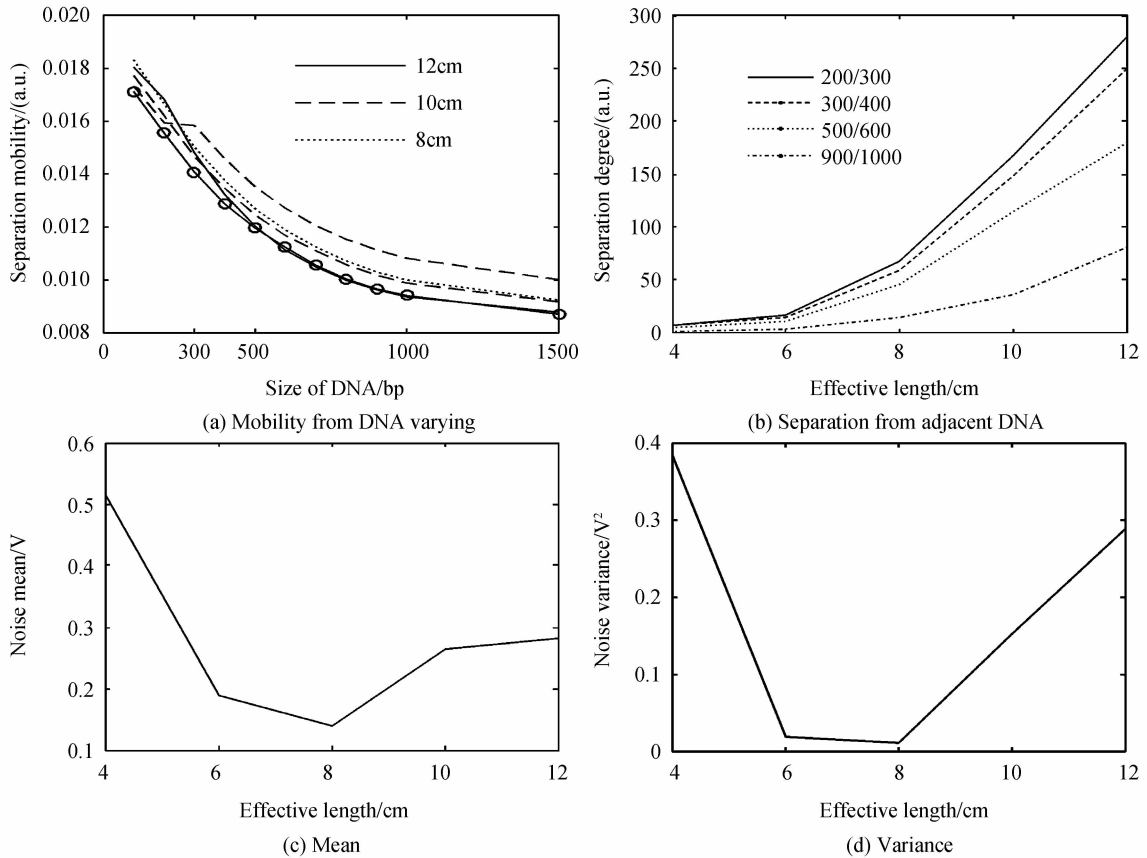 0.020
0.018
0.016
0.014
0.012
0.010
0.008
Separation mobility/(a.u.)
12cm
10cm
8cm
0 300 500 1000 1500
Size of DNA/bp
(a) Mobility from DNA varying
300
250
200
150
100
50
0
Separation degree/(a.u.)
200/300
300/400
500/600
900/1000
4 6 8 10 12
Effective length/cm
(b) Separation from adjacent DNA
0.6
0.5
0.4
0.3
0.2
0.1
Noise mean/V
4 6 8 10 12
Effective length/cm
(c) Mean
0.4
0.3
0.2
0.1
0
Noise variance/V²
4 6 8 10 12
Effective length/cm
(d) Variance